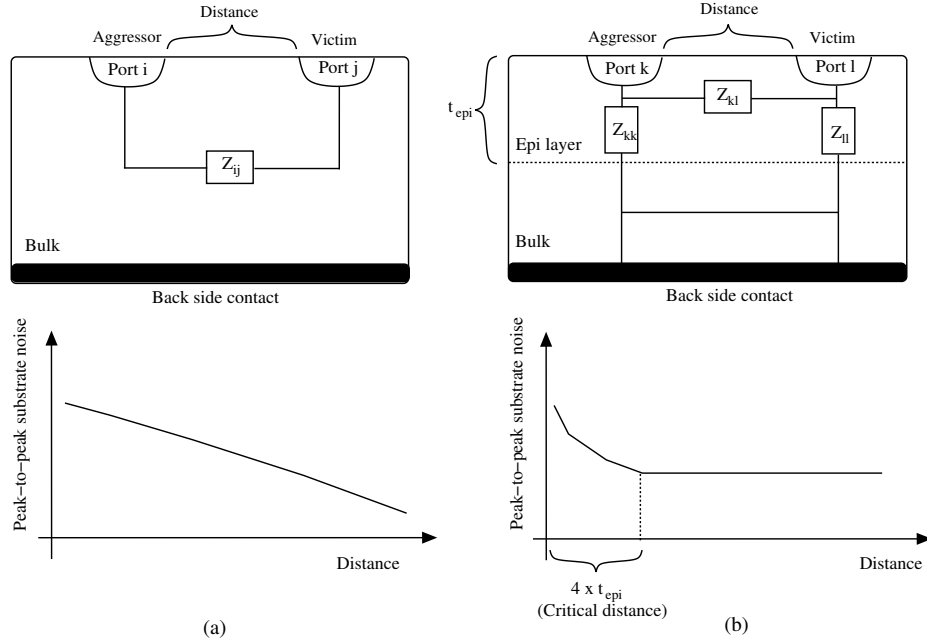 (a)
Distance
Aggressor
Victim
Port i
Port j
Z_ij
Bulk
Back side contact
Peak−to−peak substrate noise
Distance
(b)
Distance
Aggressor
Victim
Port k
Port l
t_epi
Z_kl
Z_kk
Z_ll
Epi layer
Bulk
Back side contact
Peak−to−peak substrate noise
Distance
4 x t_epi
(Critical distance)
(a)
(b)